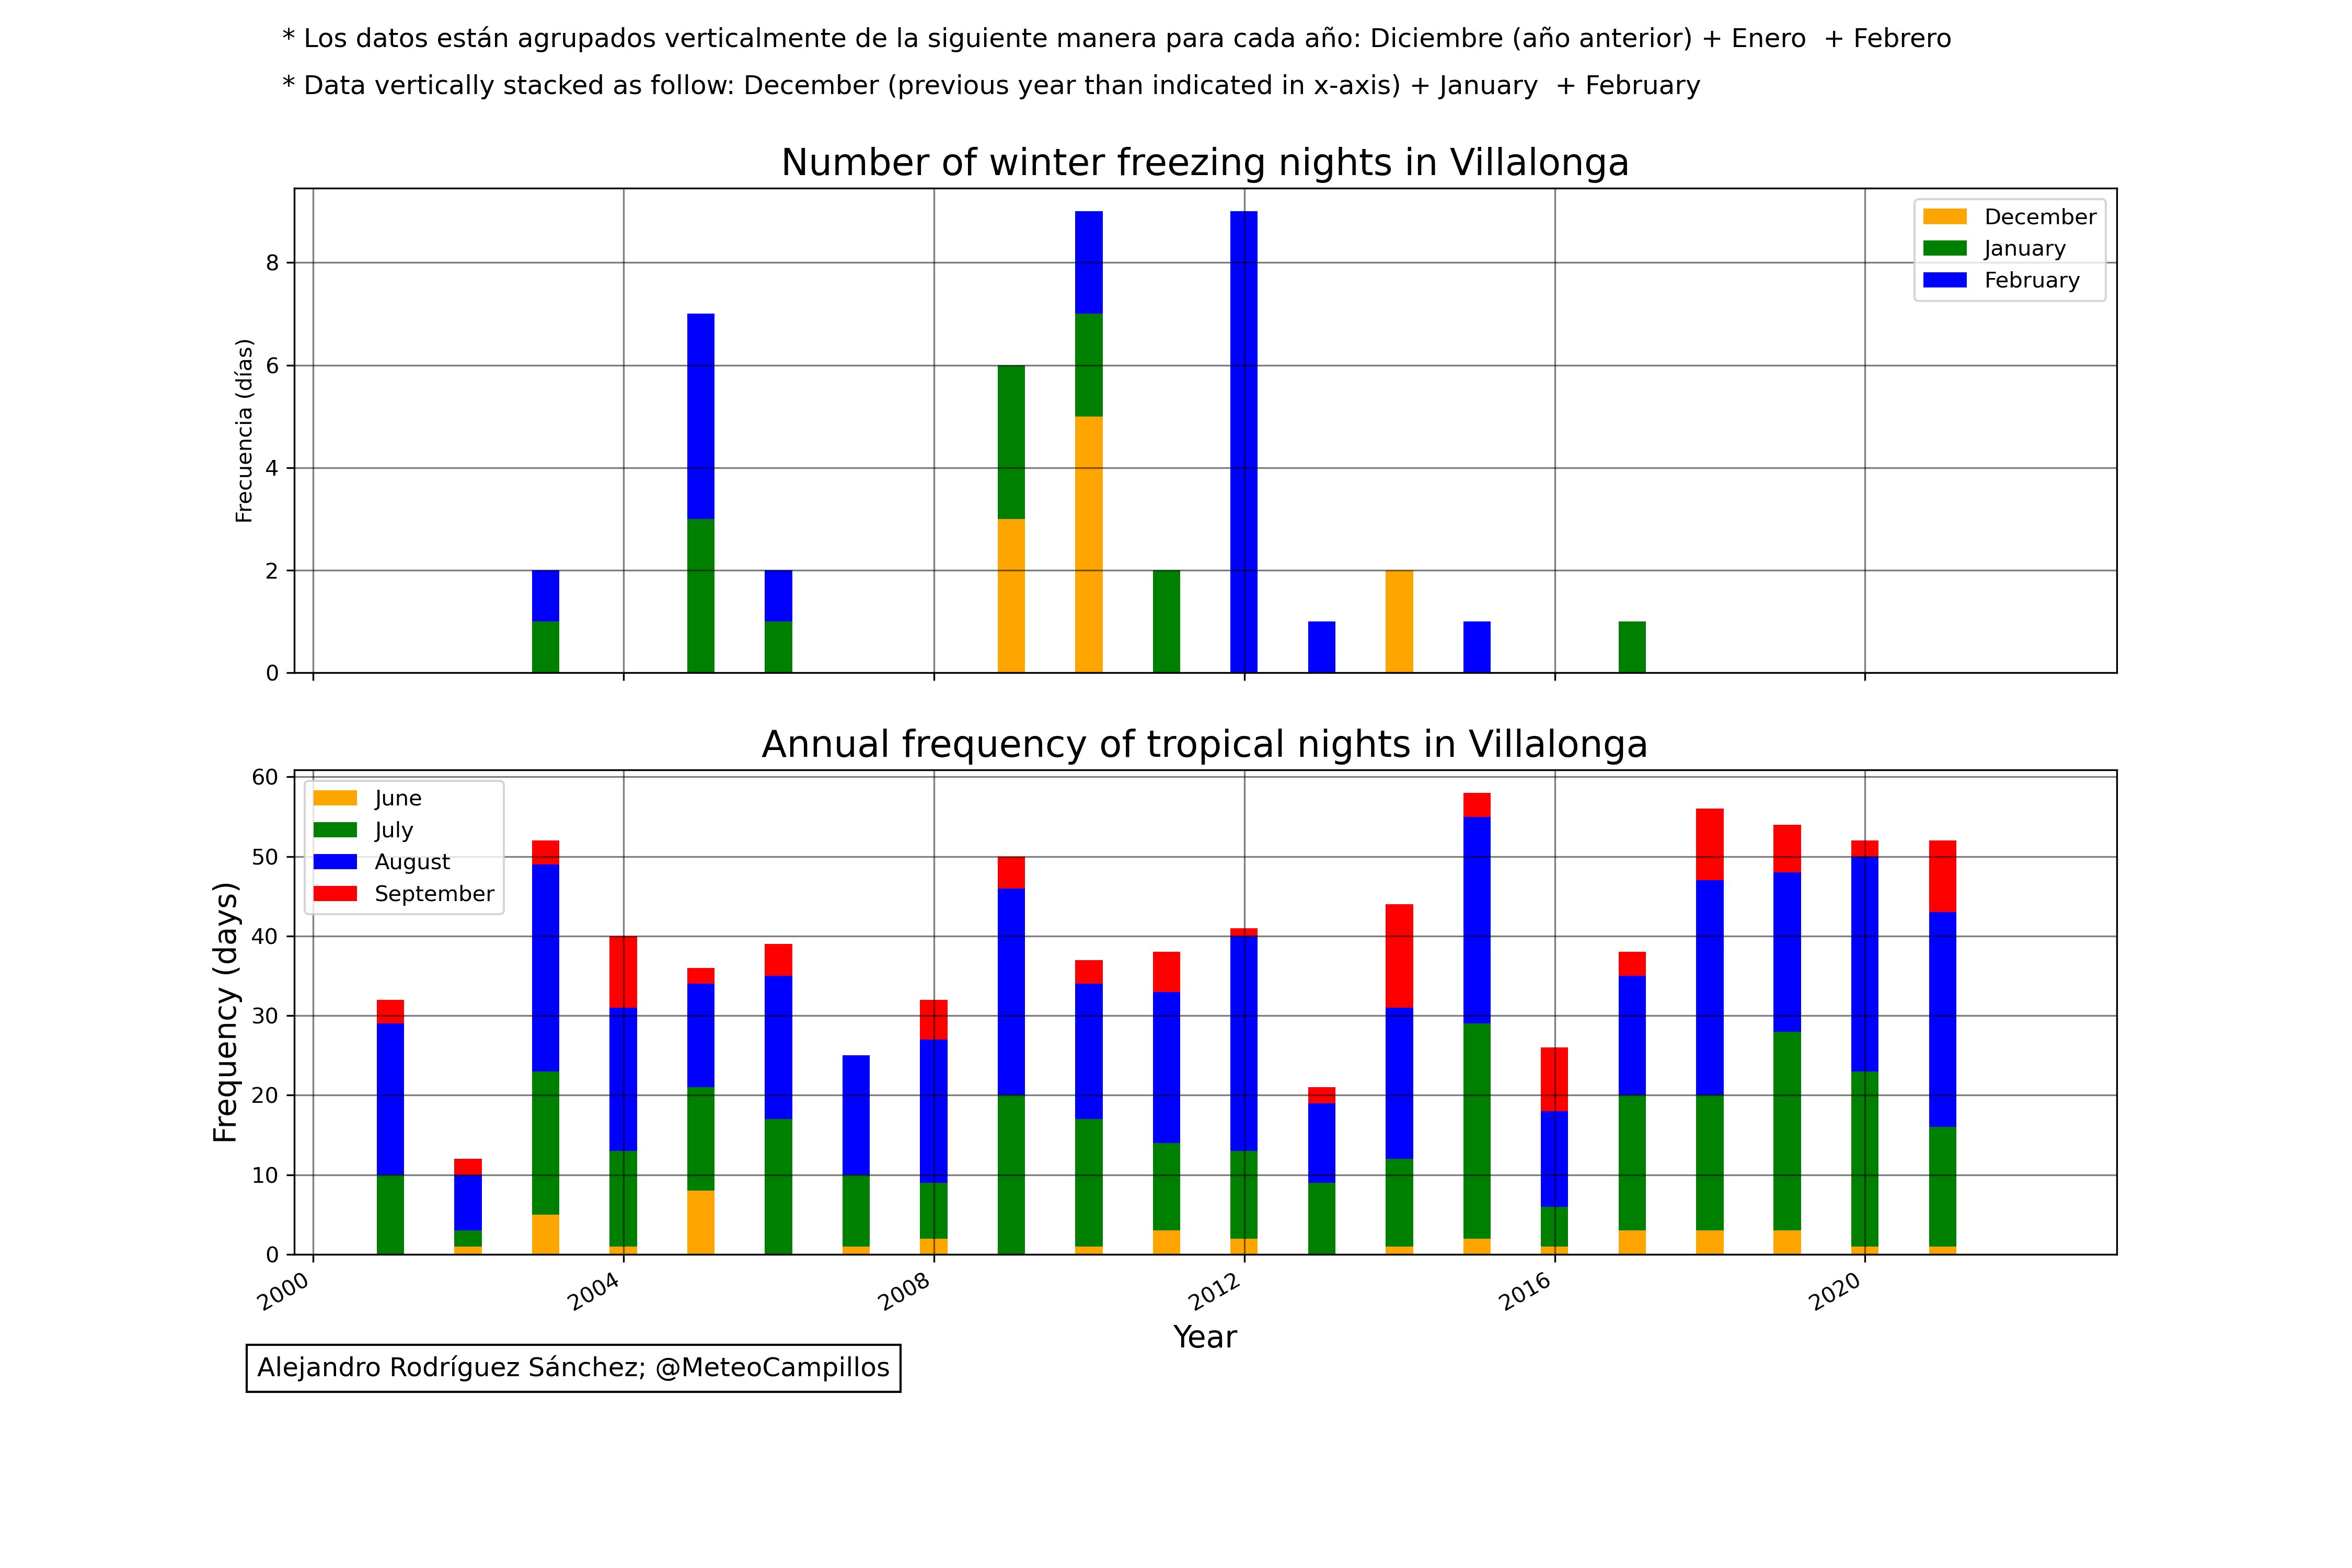 * Los datos están agrupados verticalmente de la siguiente manera para cada año: Diciembre (año anterior) + Enero  + Febrero
* Data vertically stacked as follow: December (previous year than indicated in x-axis) + January  + February
Number of winter freezing nights in Villalonga
December
January
February
Frecuencia (días)
8
6
4
2
0
Annual frequency of tropical nights in Villalonga
June
July
August
September
Frequency (days)
60
50
40
30
20
10
0
2000
2004
2008
2012
2016
2020
Year
Alejandro Rodríguez Sánchez; @MeteoCampillos